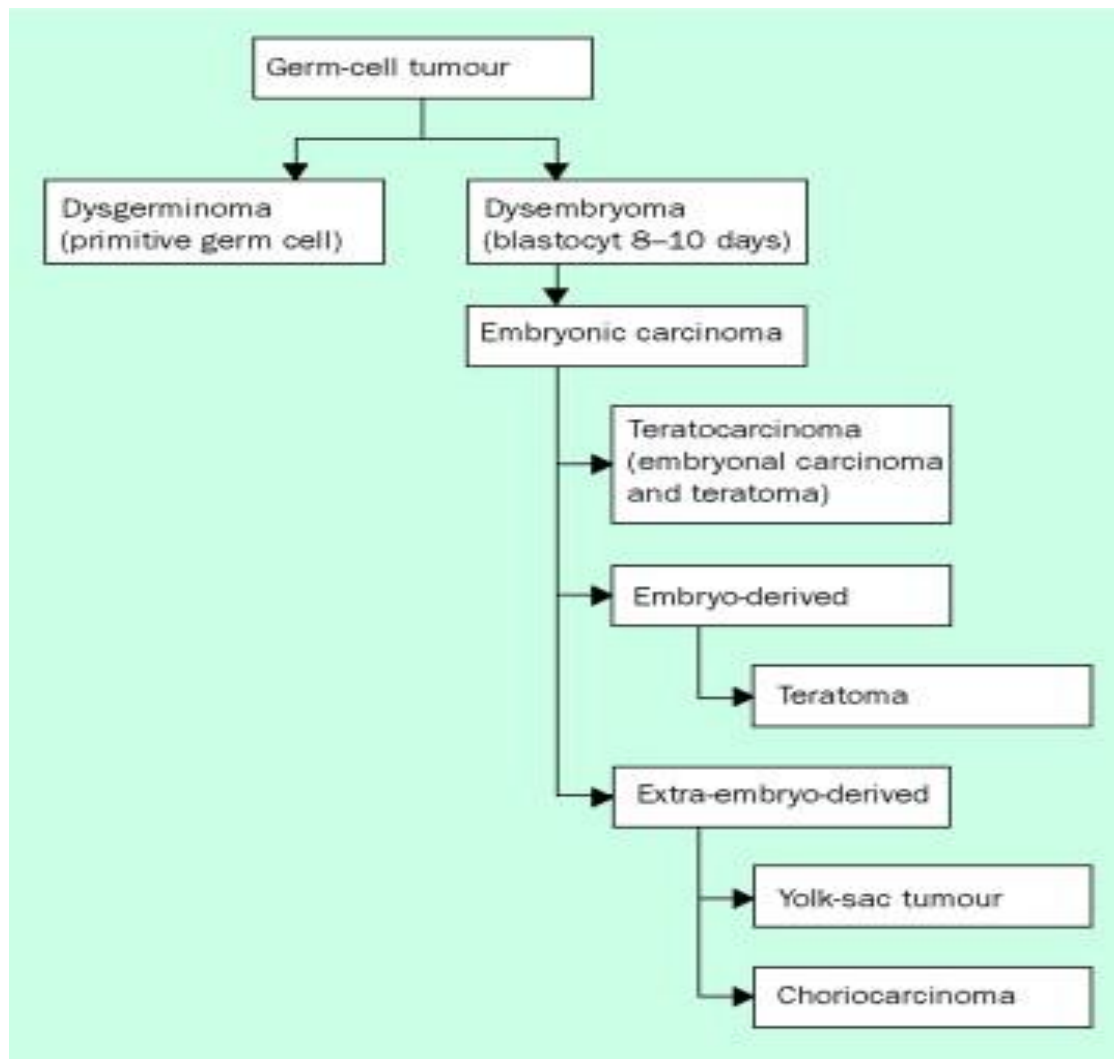 Germ-cell tumour
Dysgerminoma
(primitive germ cell)
Dysembryoma
(blastocyt 8–10 days)
Embryonic carcinoma
Teratocarcinoma
(embryonal carcinoma
and teratoma)
Embryo-derived
Teratoma
Extra-embryo-derived
Yolk-sac tumour
Choriocarcinoma